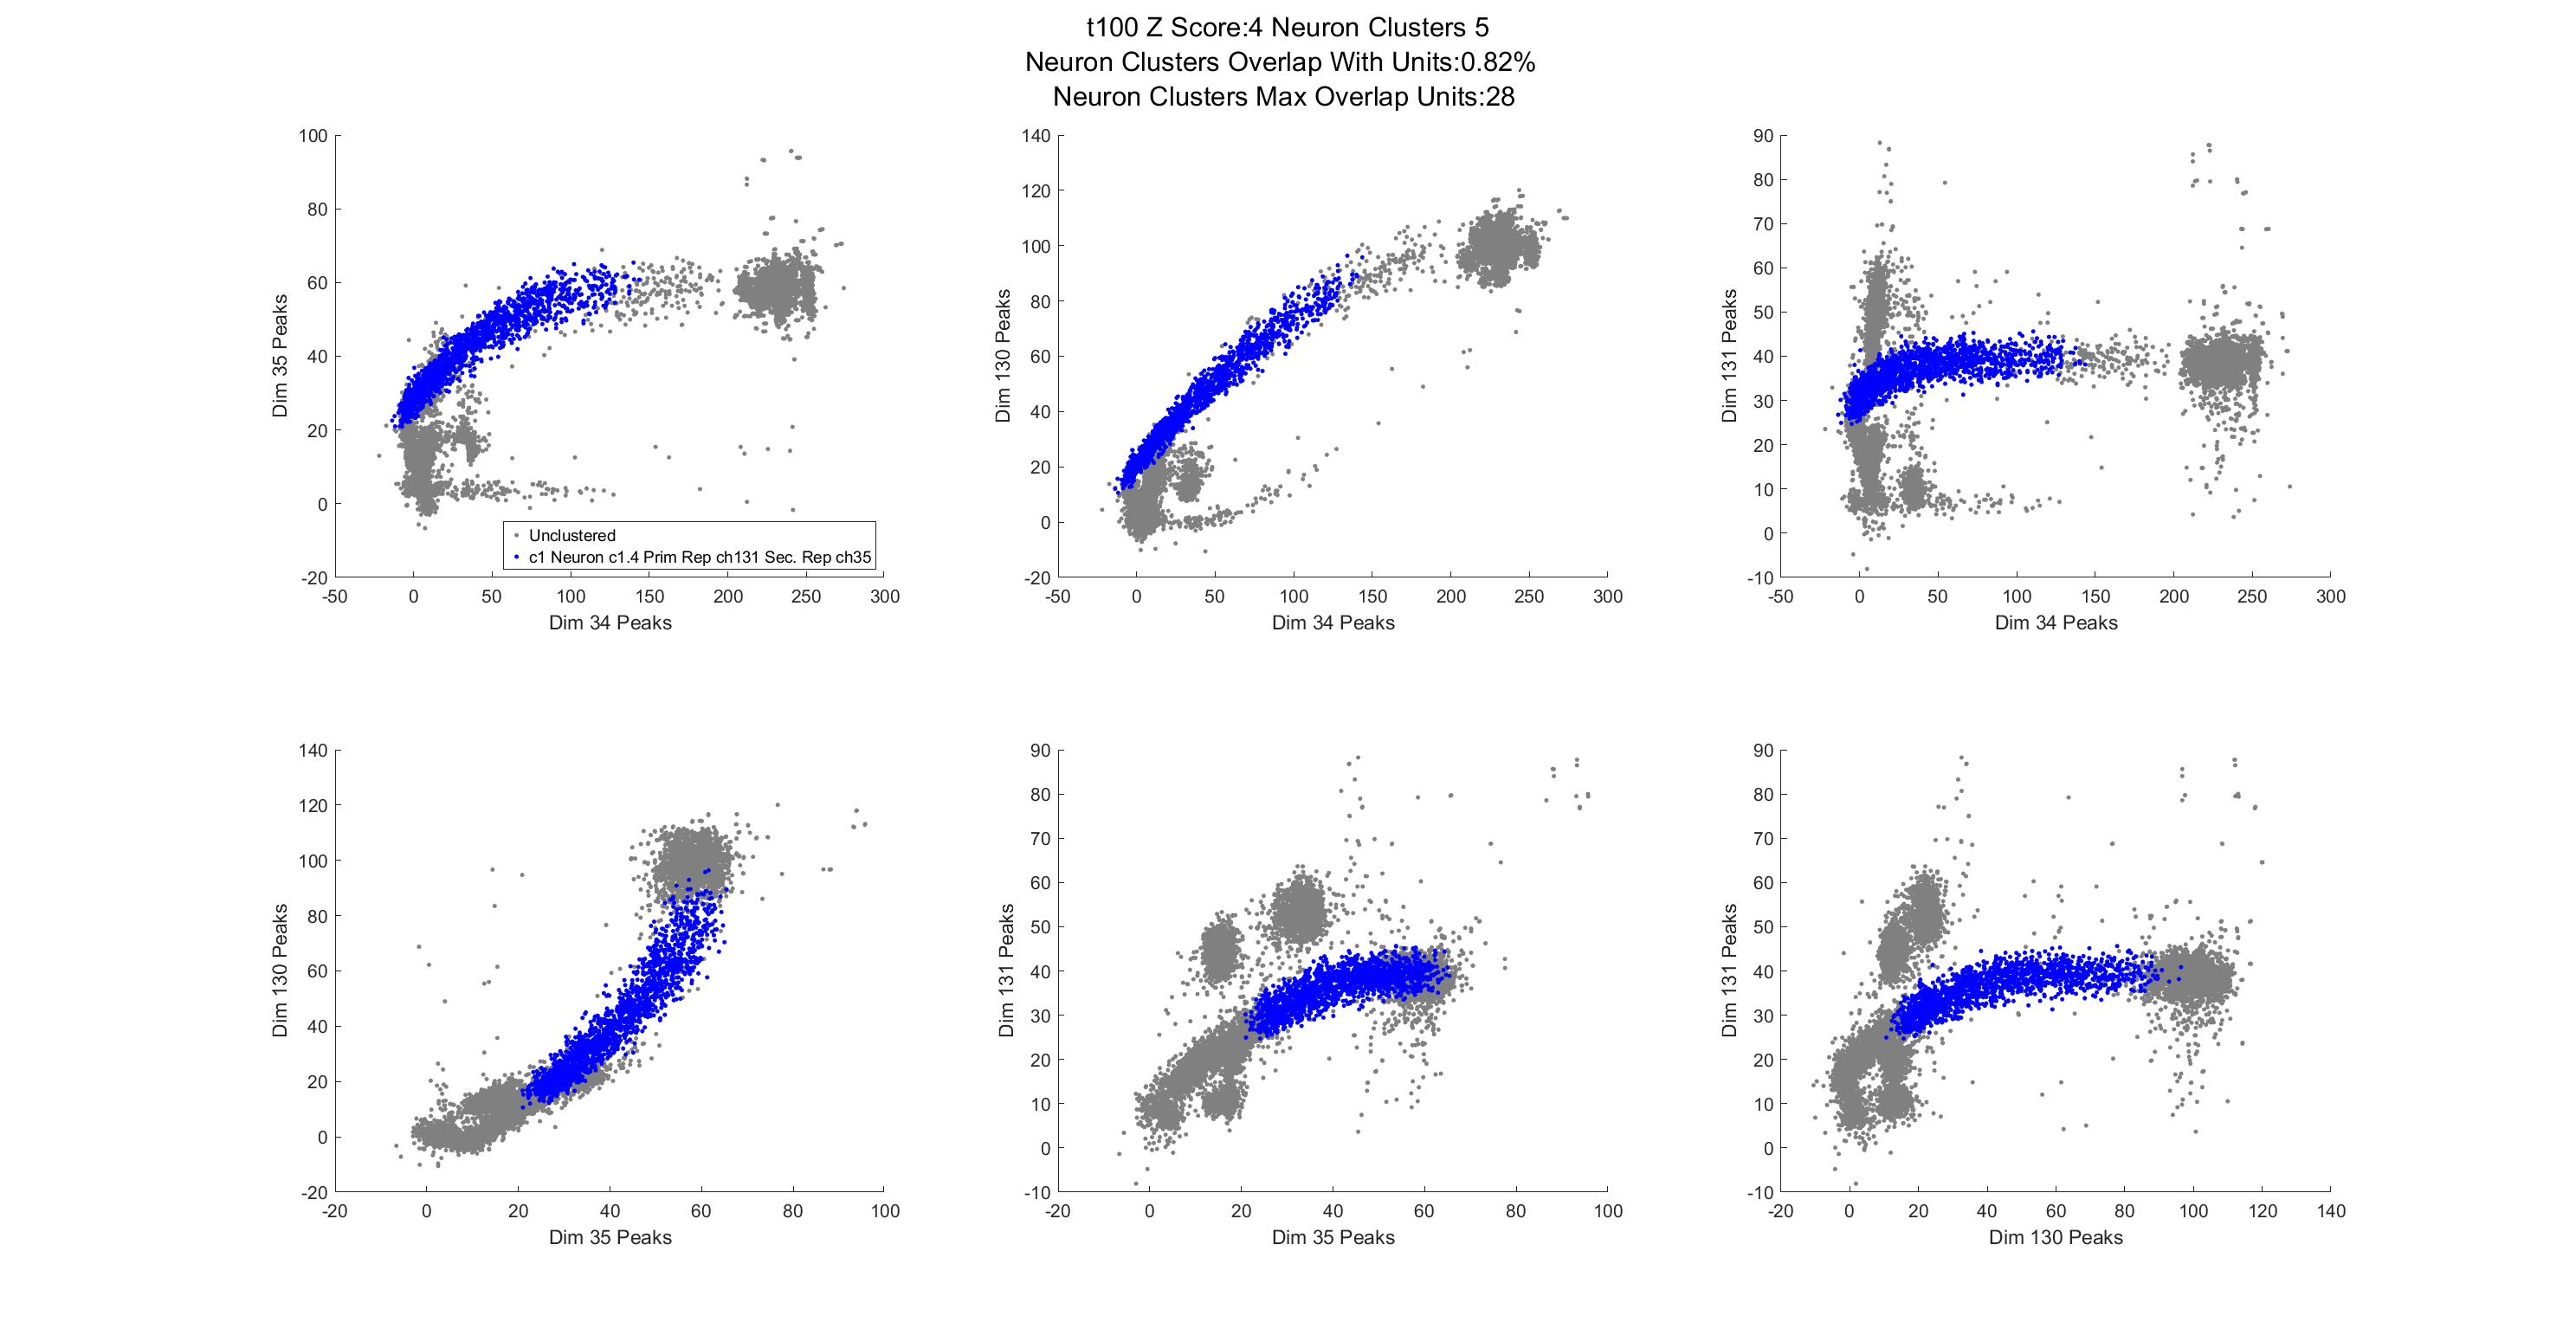 t100 Z Score:4 Neuron Clusters 5
Neuron Clusters Overlap With Units:0.82%
Neuron Clusters Max Overlap Units:28
100
80
60
40
20
0
-20
Dim 35 Peaks
-50 0 50 100 150 200 250 300
Dim 34 Peaks
Unclustered
c1 Neuron c1.4 Prim Rep ch131 Sec. Rep ch35
140
120
100
80
60
40
20
0
-20
Dim 130 Peaks
-50 0 50 100 150 200 250 300
Dim 34 Peaks
90
80
70
60
50
40
30
20
10
0
-10
Dim 131 Peaks
-50 0 50 100 150 200 250 300
Dim 34 Peaks
140
120
100
80
60
40
20
0
-20
Dim 130 Peaks
-20 0 20 40 60 80 100
Dim 35 Peaks
90
80
70
60
50
40
30
20
10
0
-10
Dim 131 Peaks
-20 0 20 40 60 80 100
Dim 35 Peaks
90
80
70
60
50
40
30
20
10
0
-10
Dim 131 Peaks
-20 0 20 40 60 80 100 120 140
Dim 130 Peaks